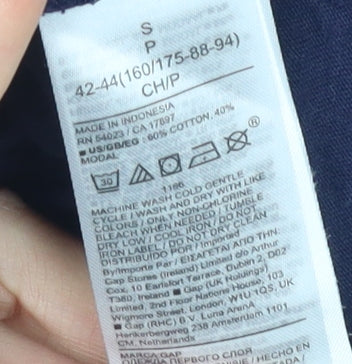 S
P
42-44(160/175-88-94)
CH/P
MADE IN INDONESIA
RN 54023 / CA 17897
■ US/GB/EG : 60% COTTON, 40%
MODAL
30
®
1186
MACHINE WASH COLD GENTLE
CYCLE / WASH AND DRY WITH LIKE
COLORS / ONLY NON-CHLORINE
BLEACH WHEN NEEDED / TUMBLE
DRY LOW / COOL IRON / DO NOT
IRON LABEL / DO NOT DRY CLEAN
DISTRIBUIDO POR / Imported
By/Importe Par / ΕΙΣΑΓΕΤΑΙ ΑΠΟ ΤΗΝ:
Gap Stores (Ireland) Limited c/o Arthur
Cox, 10 Earlsfort Terrace, Dublin 2, D02
T380, Ireland ■ Gap (UK Holdings)
Limited, 2nd Floor Nations House, 103
Wigmore Street, London, W1U 1QS, UK
■ Gap (RHC) B.V. Luna Arena
Herikerbergweg 238 Amsterdam 1101
CM, Netherlands
MARCA GAP
HECHO EN